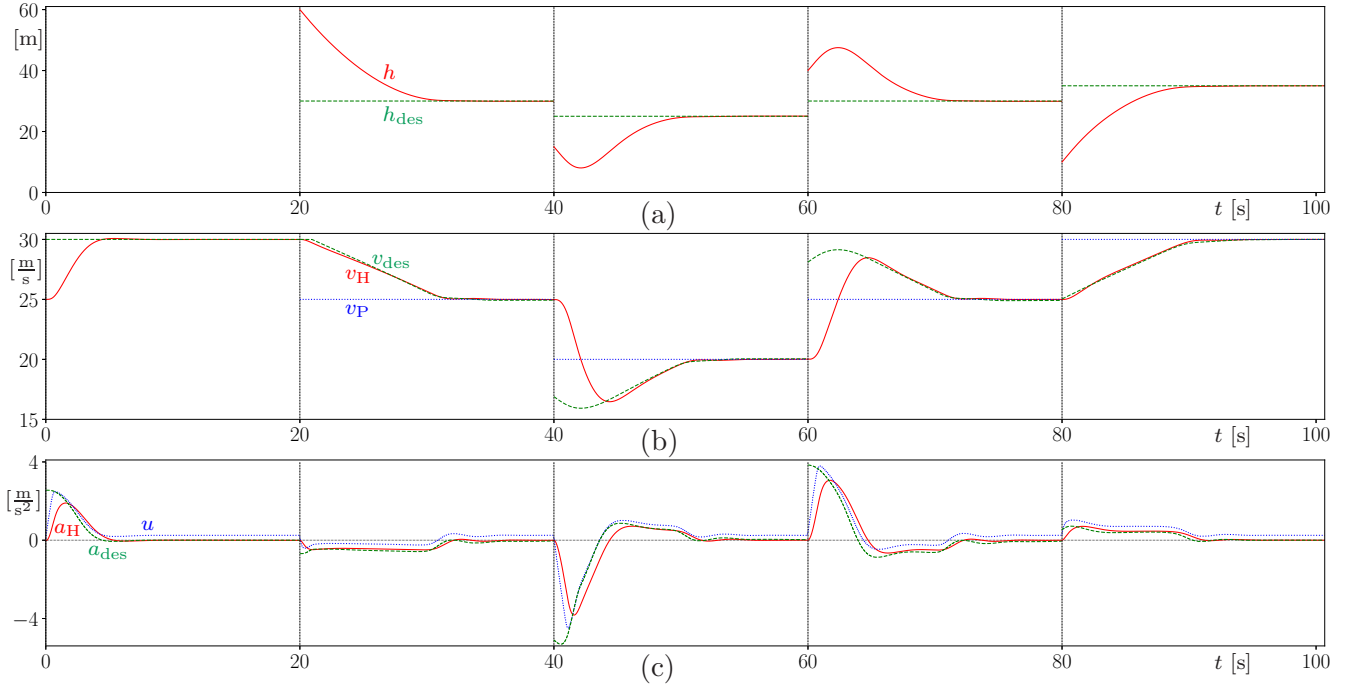 60
[m]
40
20
0
h
h_des
0 20 40 60 80 100
(a)
t [s]
30
[m/s]
25
20
15
v_des
v_H
v_P
0 20 40 60 80 100
(b)
t [s]
4
[m/s²]
0
−4
a_H
u
a_des
0 20 40 60 80 100
(c)
t [s]